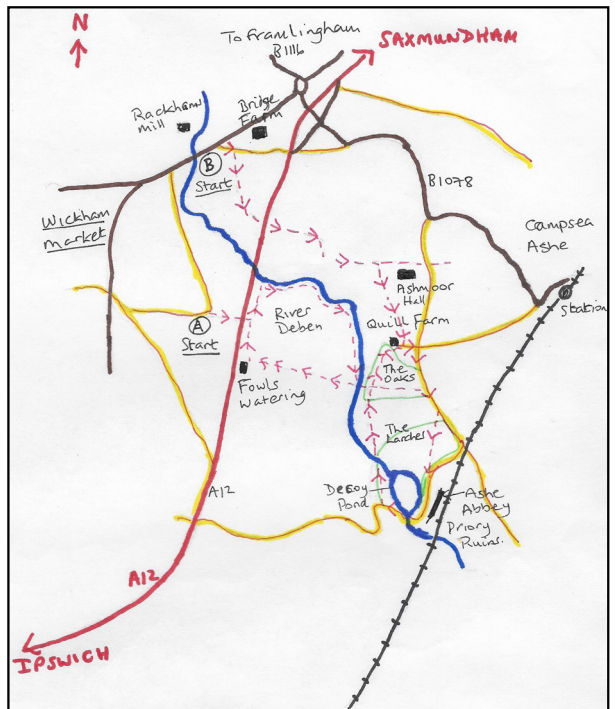 N
To Framlingham
B1116
SAXMUNDHAM
Rackham
mill
Bridge
Farm
B
Start
B1078
Wickham
market
Campsea
Ashe
Station
Ashmoor
Hall
River
Deben
Quill Farm
A
Start
The
Oaks
Fowls
Watering
The
Larches
Decoy
Pond
Ashe
Abbey
Priory
Ruins.
A12
A12
IPSWICH